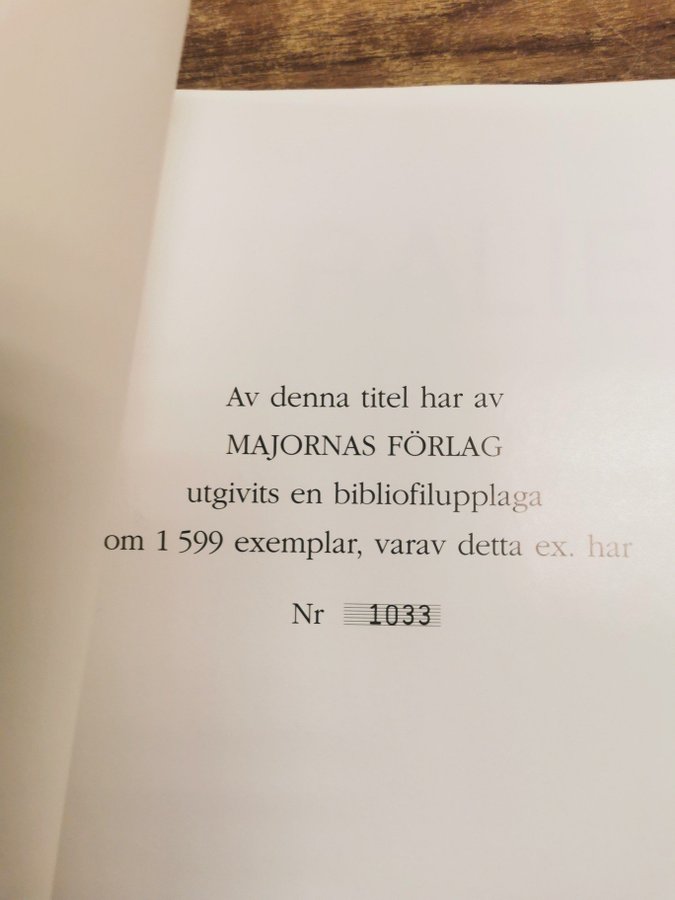 Av denna titel har av
MAJORNAS FÖRLAG
utgivits en bibliofilupplaga
om 1 599 exemplar, varav detta ex. har
Nr 1033